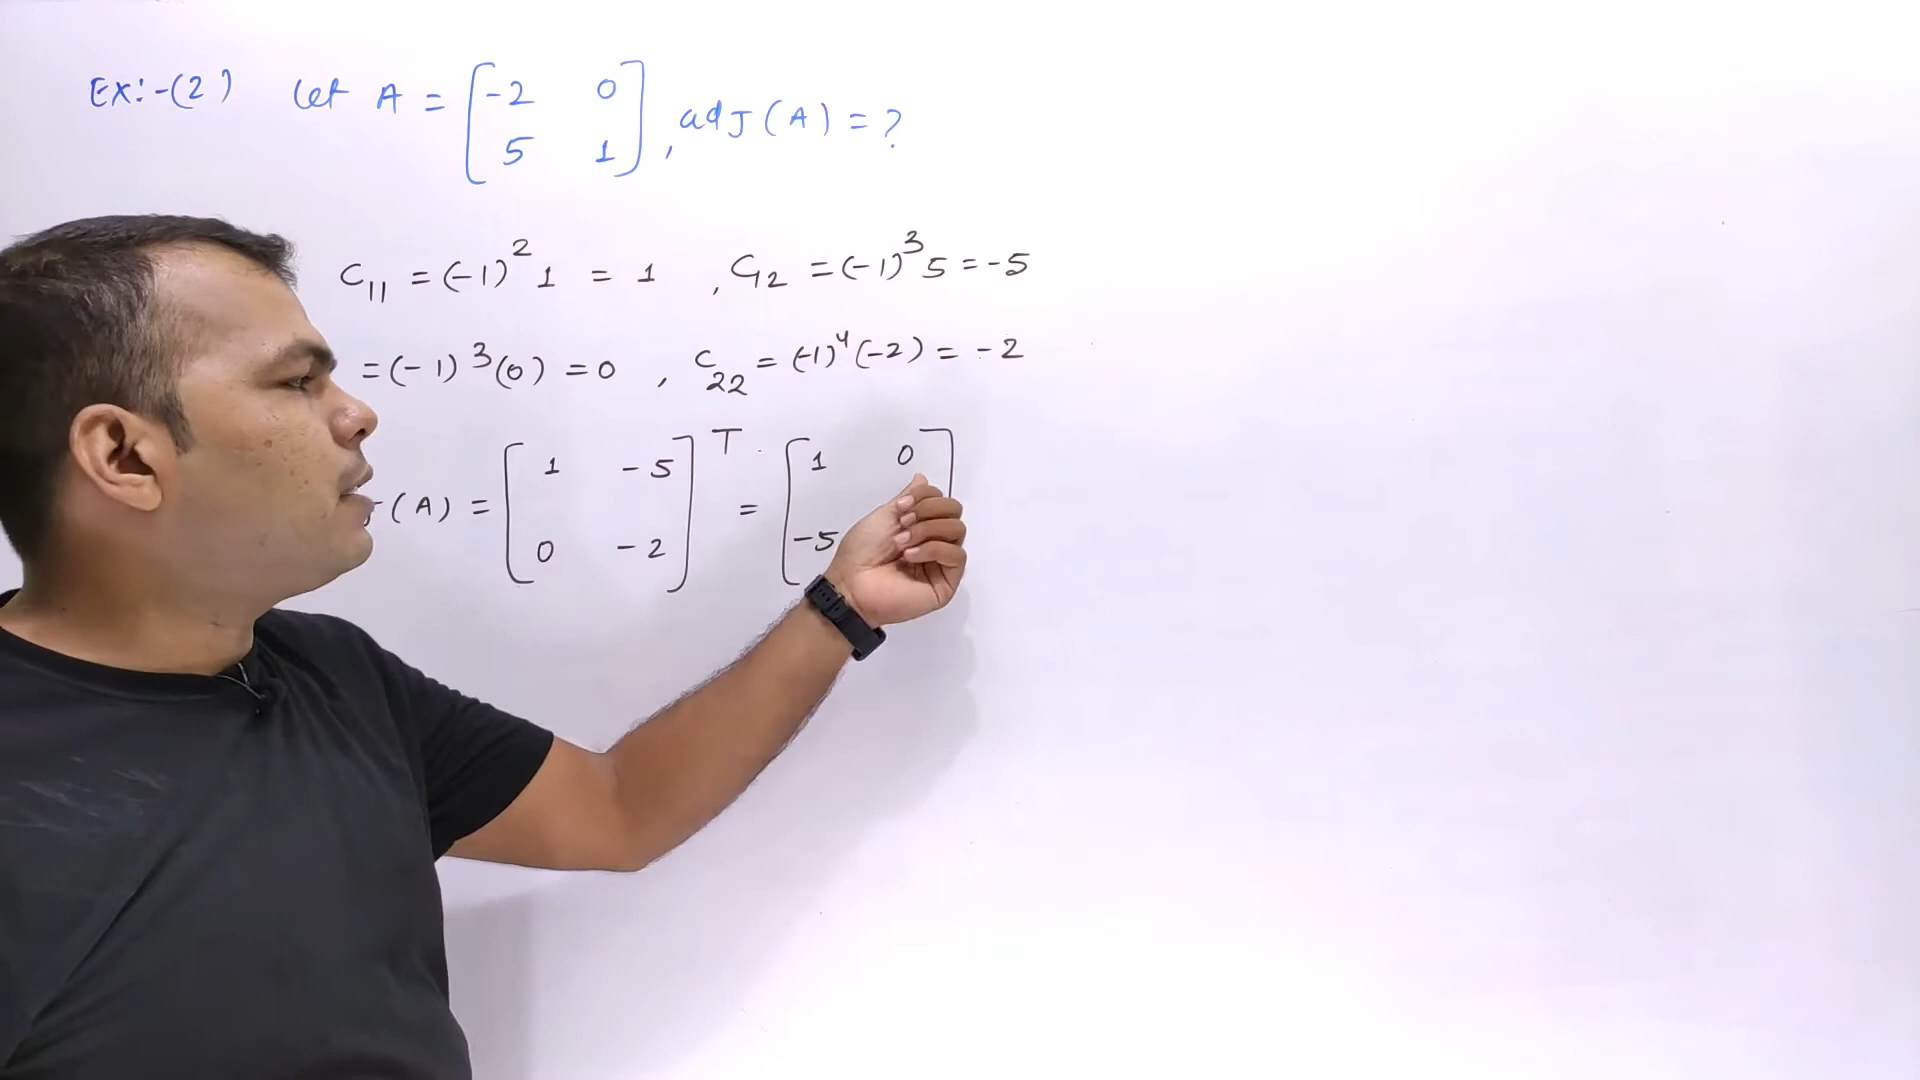 Ex:-(2) Let A = [-2 0
5 1], adj(A) = ?
C11 = (-1)^2 1 = 1 , C12 = (-1)^3 5 = -5
= (-1)^3 (0) = 0 , C22 = (-1)^4 (-2) = -2
(A) = [1 -5
0 -2]^T = [1 0
-5